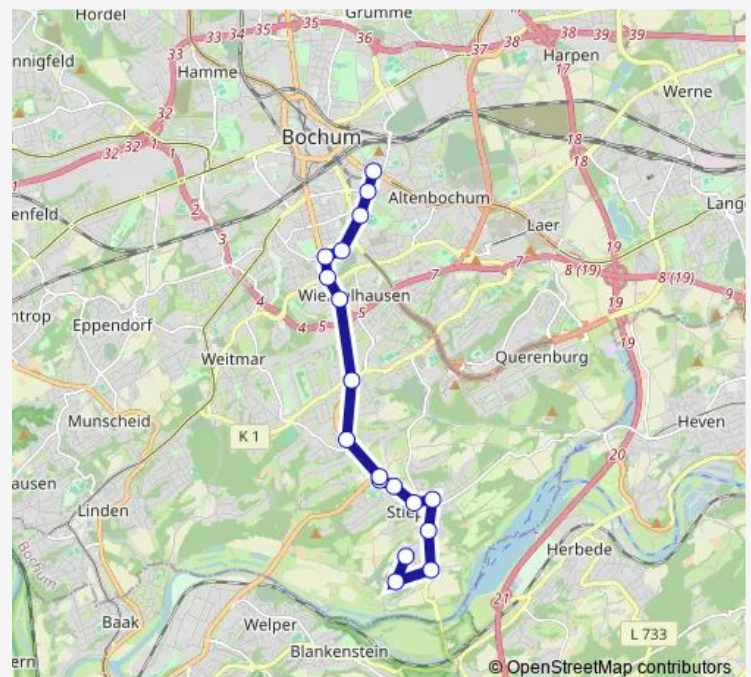 Hordel
Grumme
33 34 35
35
36
37
38
38 39 39
33
nnigfeld
Hamme
Harpen
17
Werne
32
Bochum
18
18
32 32 1
1
1
2
enfeld
Altenbochum
Lang
3
Laer
19
7
7
8 (19)
8 (19)
9
4
4 5
5
19
ntrop
Eppendorf
Weitmar
Querenburg
19
Munscheid
K 1
Heven
20
ausen
Linden
Bochum
Herbede
21
Baak
Welper
Blankenstein
L 733
ern
© OpenStreetMap contributors